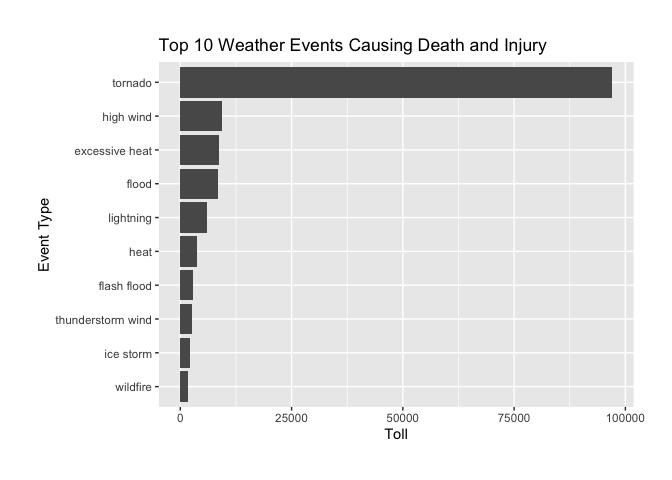 Top 10 Weather Events Causing Death and Injury
Event Type
tornado
high wind
excessive heat
flood
lightning
heat
flash flood
thunderstorm wind
ice storm
wildfire
0 25000 50000 75000 100000
Toll